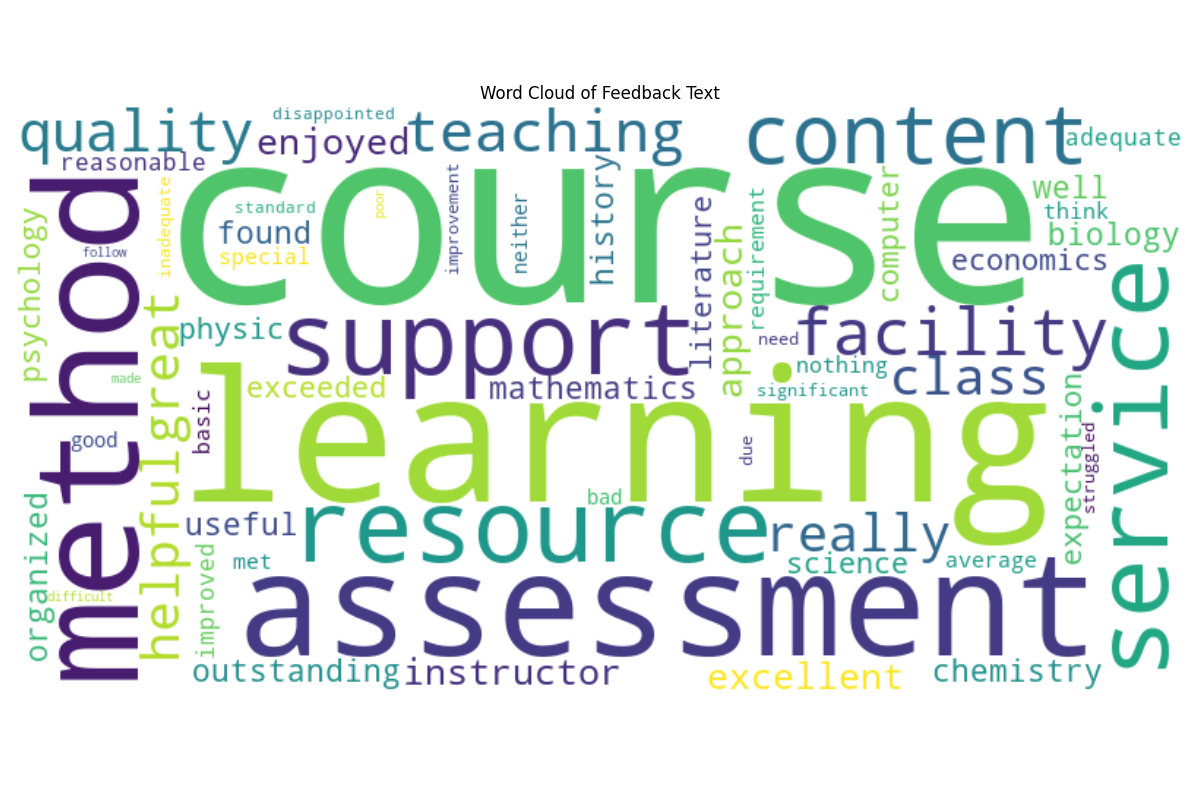 Word Cloud of Feedback Text
disappointed
quality
enjoyed
teaching
content
adequate
reasonable
course
method
psychology
follow
inadequate
standard
found
special
poor
improvement
neither
history
literature
approach
requirement
computer
well
think
biology
economics
service
great
physic
support
need
facility
nothing
class
significant
made
exceeded
mathematics
basic
good
learning
due
expectation
struggled
helpful
bad
organized
useful
resource
really
met
science
average
improved
difficult
assessment
outstanding
instructor
excellent
chemistry